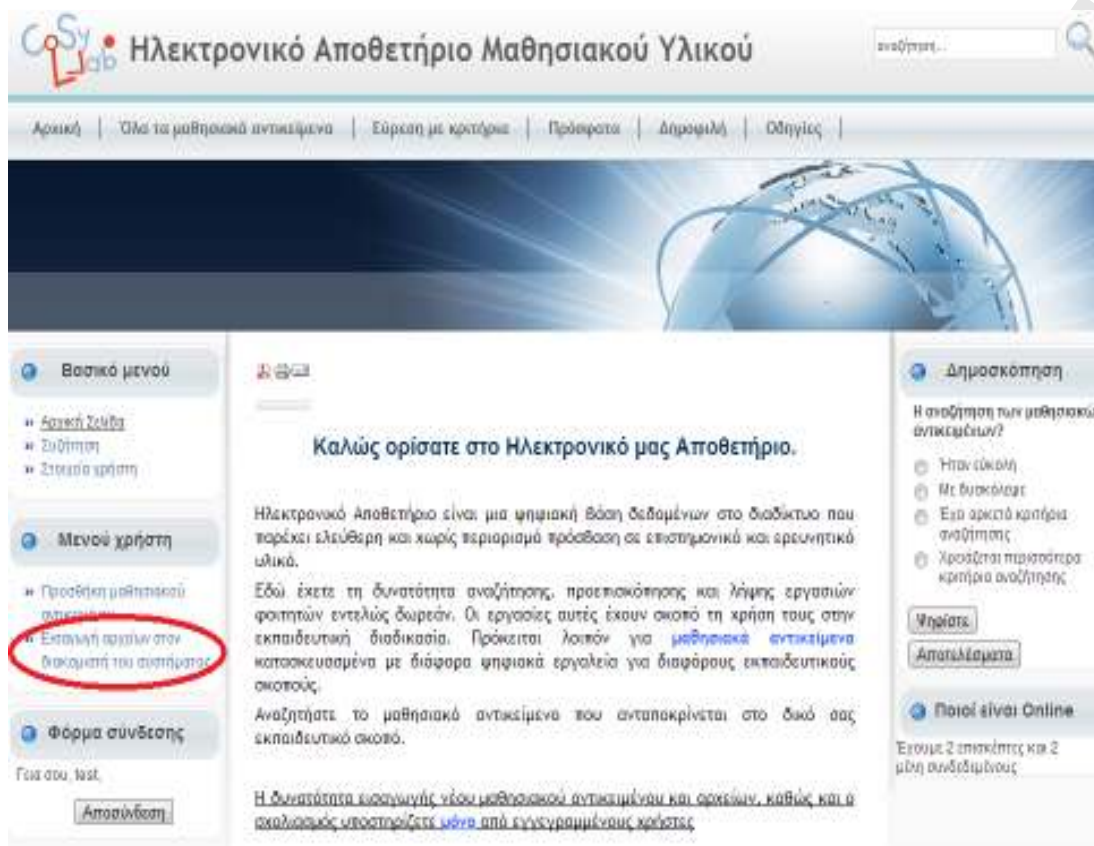 CoSy Lab
Ηλεκτρονικό Αποθετήριο Μαθησιακού Υλικού
αναζήτηση...
Αρχική | Όλα τα μαθησιακά αντικείμενα | Εύρεση με κριτήρια | Πρόσφατα | Δημοφιλή | Οδηγίες |
Βασικό μενού
Αρχική Σελίδα
Συζήτηση
Στοιχεία χρήστη
Μενού χρήστη
Προσθήκη μαθησιακού
αντικειμένου
Εισαγωγή αρχείων στον
διακομιστή του συστήματος
Φόρμα σύνδεσης
Γεια σου, test,
Αποσύνδεση
Καλώς ορίσατε στο Ηλεκτρονικό μας Αποθετήριο.
Ηλεκτρονικό Αποθετήριο είναι μια ψηφιακή βάση δεδομένων στο διαδίκτυο που
παρέχει ελεύθερη και χωρίς περιορισμό πρόσβαση σε επιστημονικό και ερευνητικό
υλικό.
Εδώ έχετε τη δυνατότητα αναζήτησης, προεπισκόπησης και λήψης εργασιών
φοιτητών εντελώς δωρεάν. Οι εργασίες αυτές έχουν σκοπό τη χρήση τους στην
εκπαιδευτική διαδικασία. Πρόκειται λοιπόν για μαθησιακά αντικείμενα
κατασκευασμένα με διάφορα ψηφιακά εργαλεία για διαφόρους εκπαιδευτικούς
σκοπούς.
Αναζητήστε το μαθησιακό αντικείμενο που ανταποκρίνεται στο δικό σας
εκπαιδευτικό σκοπό.
Η δυνατότητα εισαγωγής νέου μαθησιακού αντικειμένου και αρχείων, καθώς και ο
σχολιασμός υποστηρίζετε μόνο από εγγεγραμμένους χρήστες
Δημοσκόπηση
Η αναζήτηση των μαθησιακώ
αντικειμένων?
Ήταν εύκολη
Με δυσκόλεψε
Έχει αρκετά κριτήρια
αναζήτησης
Χρειάζεται περισσότερα
κριτήρια αναζήτησης
Ψηφίστε
Αποτελέσματα
Ποιοί είναι Online
Έχουμε 2 επισκέπτες και 2
μέλη συνδεδεμένους